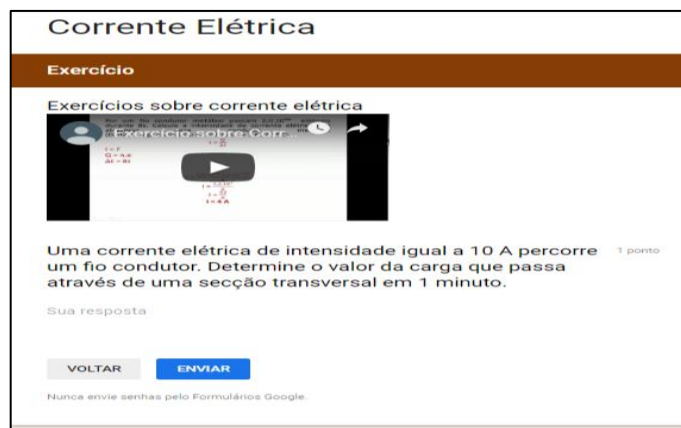 Corrente Elétrica
Exercício
Exercícios sobre corrente elétrica
Exercício sobre Corr...
Uma corrente elétrica de intensidade igual a 10 A percorre
um fio condutor. Determine o valor da carga que passa
através de uma secção transversal em 1 minuto.
1 ponto
Sua resposta
VOLTAR
ENVIAR
Nunca envie senhas pelo Formulários Google.